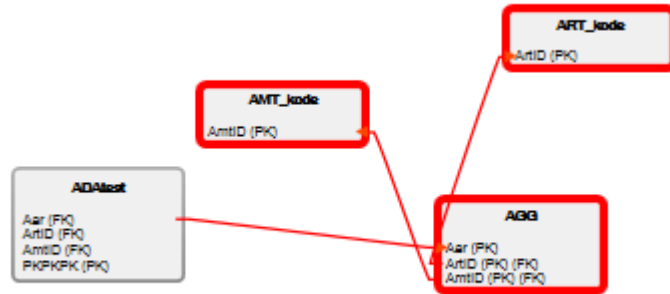 ART_kode
ArtID (PK)
AMT_kode
AmtID (PK)
ADAtest
Aar (FK)
ArtID (FK)
AmtID (FK)
PKPKPK (PK)
AGG
Aar (PK)
ArtID (PK) (FK)
AmtID (PK) (FK)